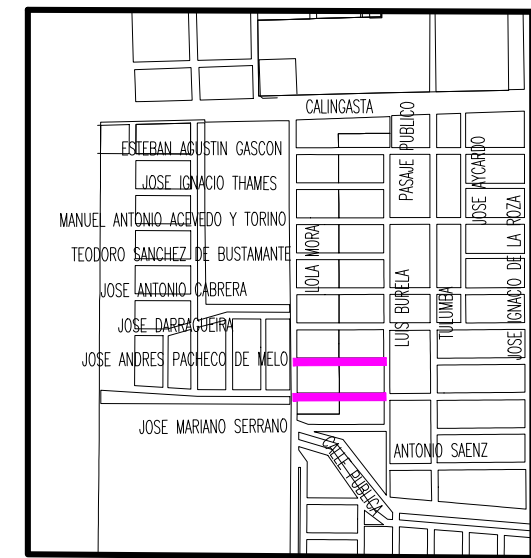 CALINGASTA
ESTEBAN AGUSTIN GASCON
PASAJE PUBLICO
JOSE AYCARDO
JOSE IGNACIO THAMES
MANUEL ANTONIO ACEVEDO Y TORINO
LOLA MORA
JOSE IGNACIO DE LA ROZA
TEODORO SANCHEZ DE BUSTAMANTE
LUIS BURELA
TULUMBA
JOSE ANTONIO CABRERA
JOSE DARRAGUEIRA
JOSE ANDRES PACHECO DE MELO
JOSE MARIANO SERRANO
ANTONIO SAENZ
CALLE PUBLICA